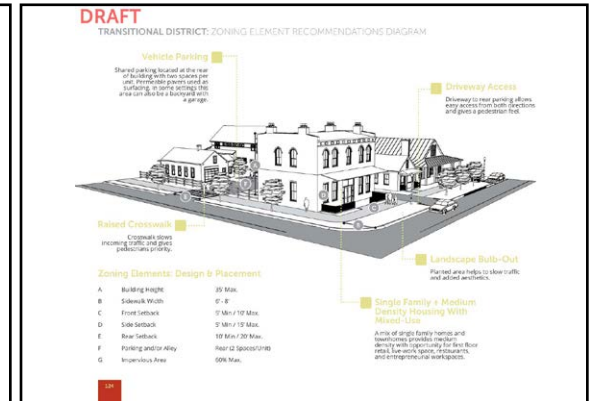 DRAFT
TRANSITIONAL DISTRICT: ZONING ELEMENT RECOMMENDATIONS DIAGRAM
Vehicle Parking
Shared parking located at the rear
of building with two spaces per
unit. Permeable pavers used as
surfacing. In some settings this
area can also be a backyard with
a garage.
Driveway Access
Driveway to rear parking allows
easy access from both directions
and gives a pedestrian feel.
Raised Crosswalk
Crosswalk slows
incoming traffic and gives
pedestrians priority.
Landscape Bulb-Out
Planted area helps to slow traffic
and added aesthetics.
Single Family + Medium
Density Housing With
Mixed-Use
A mix of single family homes and
townhomes provides medium
density with opportunity for first floor
retail, live-work space, restaurants,
and entrepreneurial workspaces.
Zoning Elements: Design & Placement
A Building Height 35' Max.
B Sidewalk Width 6' - 8'
C Front Setback 5' Min / 10' Max.
D Side Setback 5' Min / 15' Max.
E Rear Setback 10' Min / 20' Max.
F Parking and/or Alley Rear (2 Spaces/Unit)
G Impervious Area 60% Max.